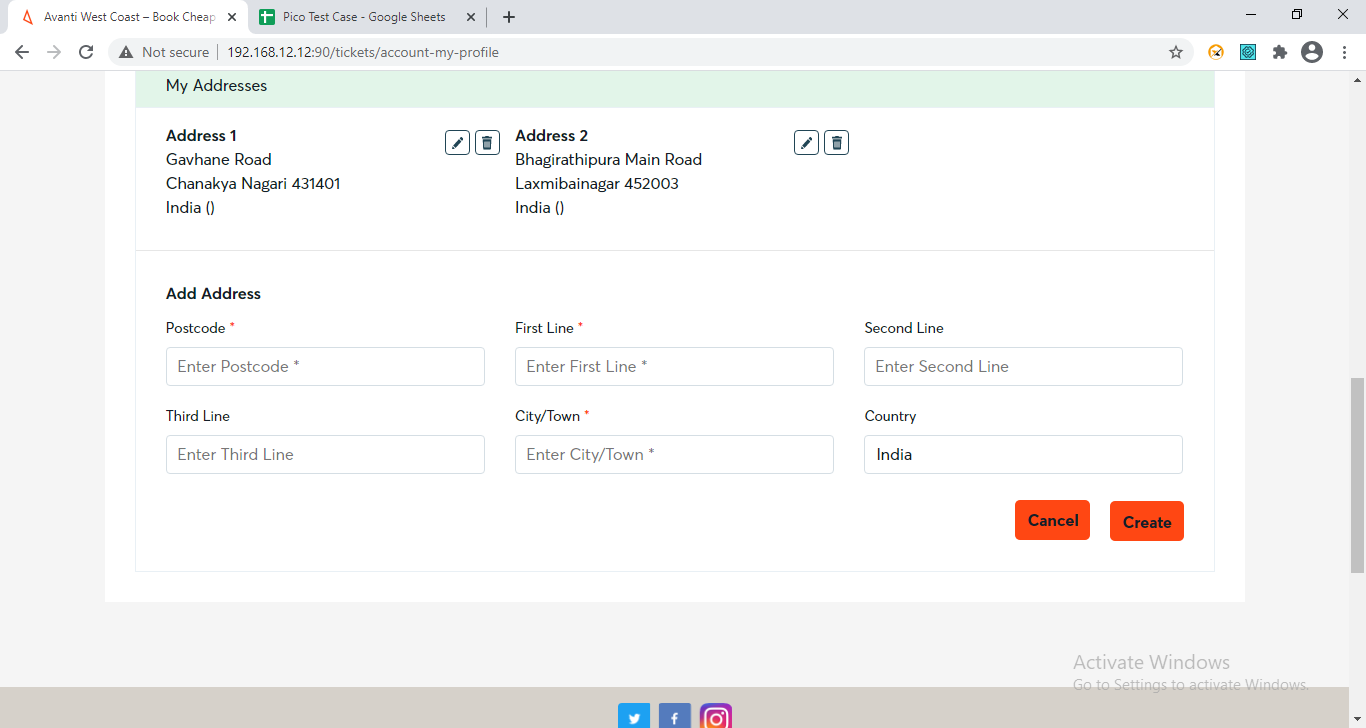 Avanti West Coast – Book Cheap
Pico Test Case - Google Sheets
Not secure
192.168.12.12:90/tickets/account-my-profile
My Addresses
Address 1
Gavhane Road
Chanakya Nagari 431401
India ()
Address 2
Bhagirathipura Main Road
Laxmibainagar 452003
India ()
Add Address
Postcode *
First Line *
Second Line
Enter Postcode *
Enter First Line *
Enter Second Line
Third Line
City/Town *
Country
Enter Third Line
Enter City/Town *
India
Cancel
Create
Activate Windows
Go to Settings to activate Windows.